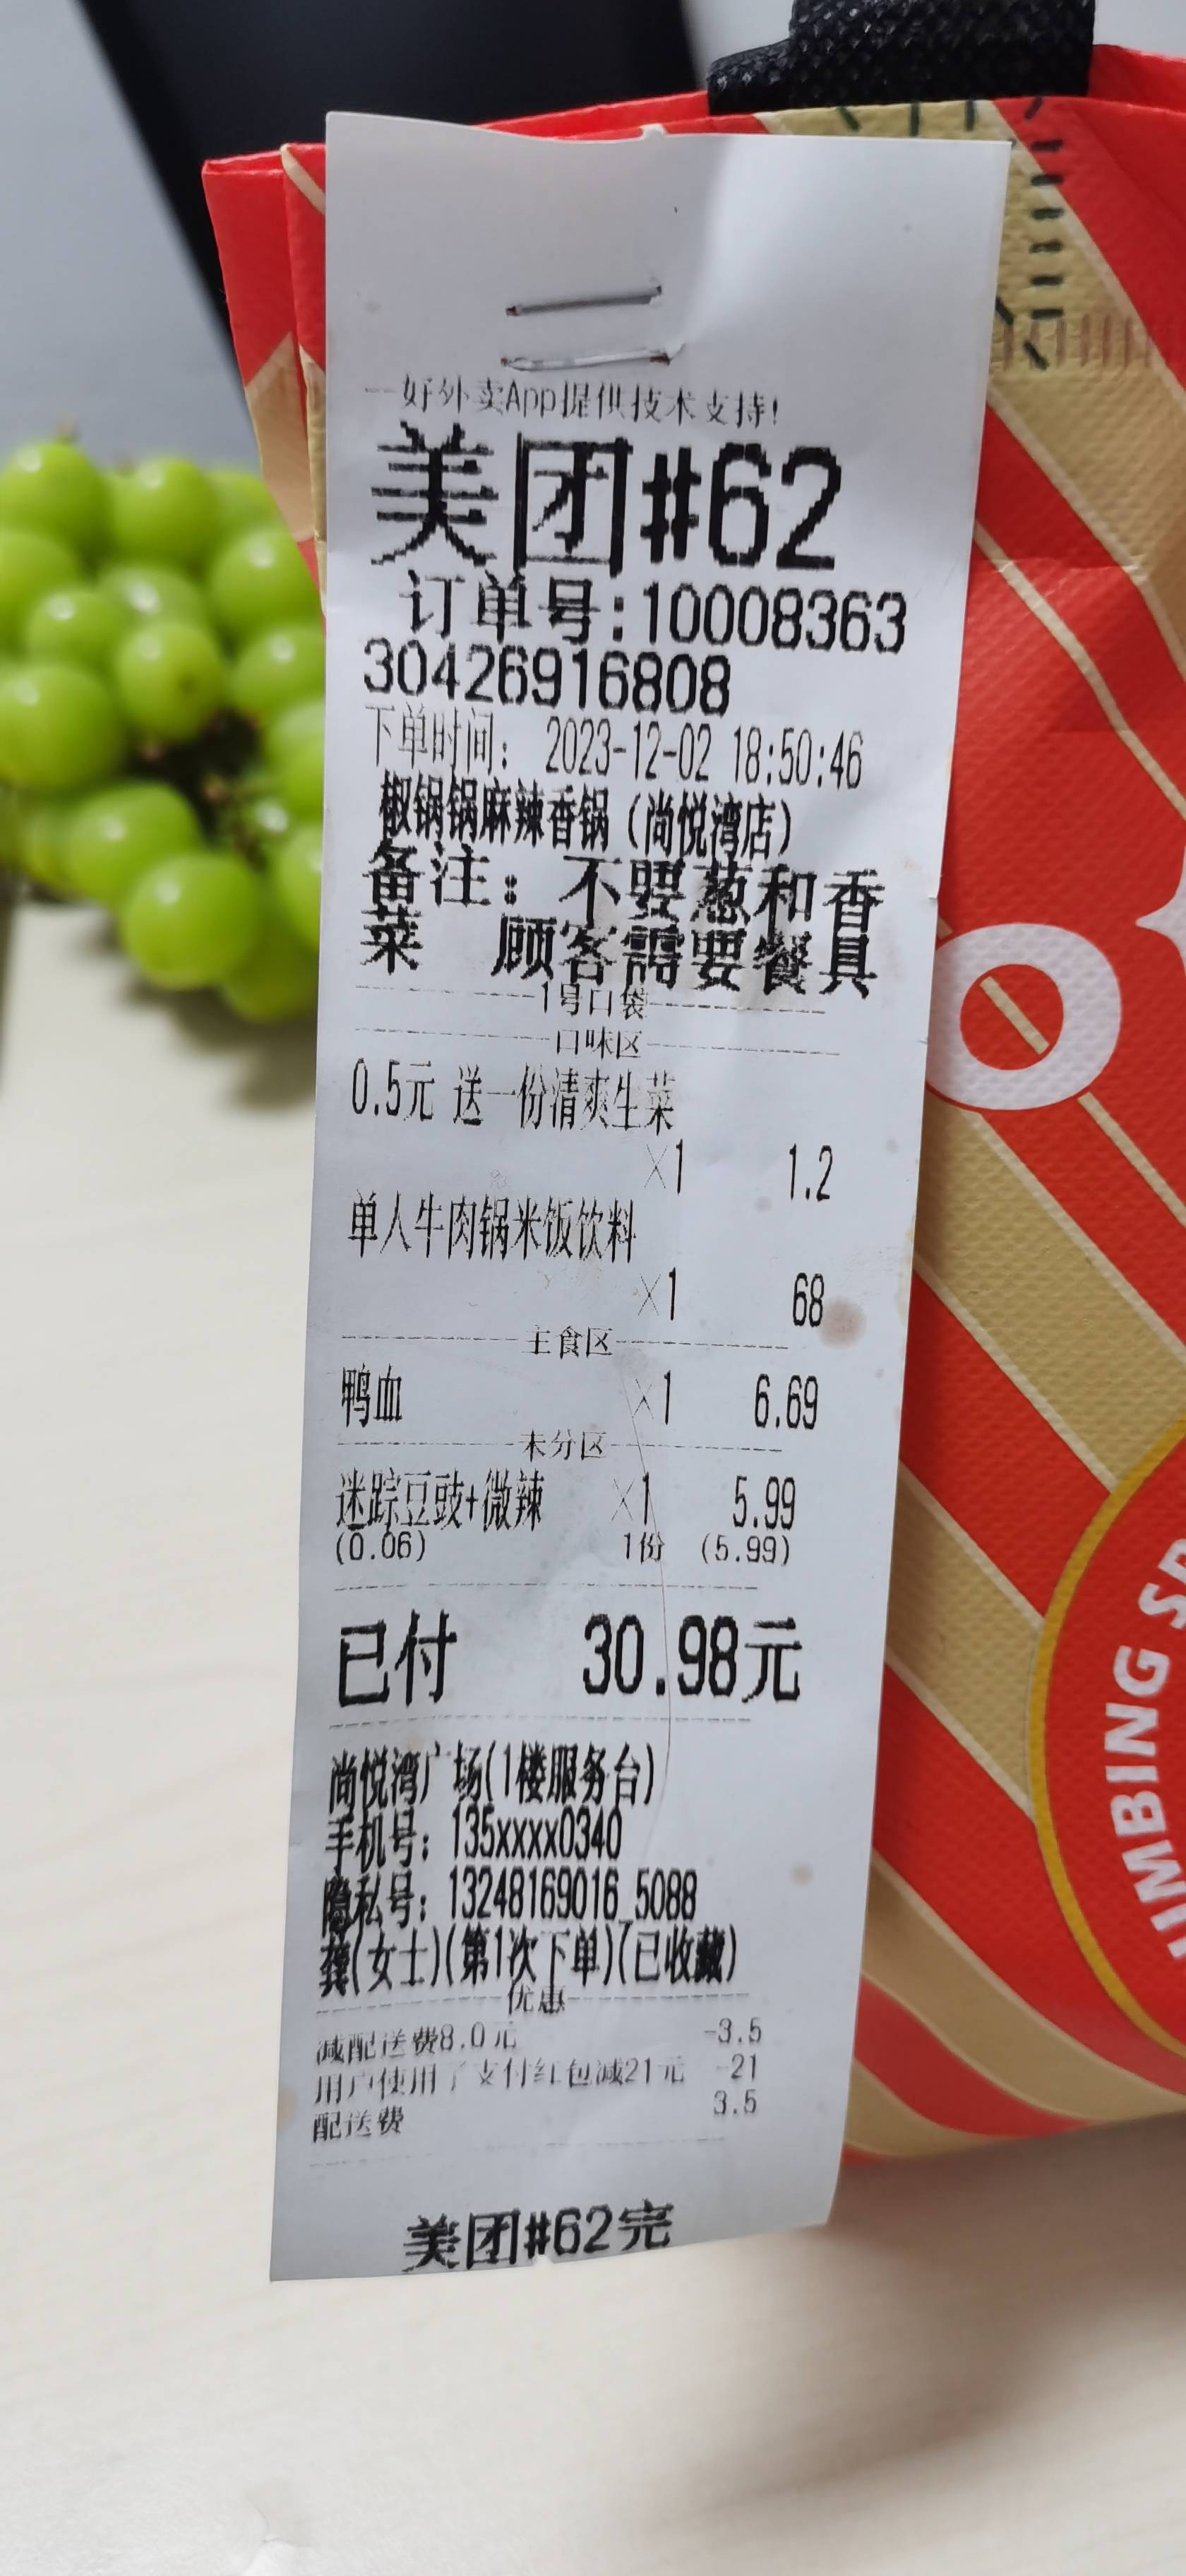 一好外卖App提供技术支持!
美团#62
订单号:10008363
30426916808
下单时间: 2023-12-02 18:50:46
椒锅锅麻辣香锅(尚悦湾店)
备注: 不要葱和香
菜 顾客需要餐具
1号口袋
口味区
0.5元 送一份清爽生菜
×1 1.2
单人牛肉锅米饭饮料
×1 68
主食区
鸭血 ×1 6.69
未分区
迷踪豆豉+微辣 ×1 5.99
(0.06) 1份 (5.99)
已付 30.98元
尚悦湾广场(1楼服务台)
手机号: 135xxxx0340
隐私号: 13248169016_5088
龚(女士)(第1次下单)(已收藏)
优惠
减配送费8.0元 -3.5
用户使用了支付红包减21元 -21
配送费 3.5
美团#62完
IMBING SP